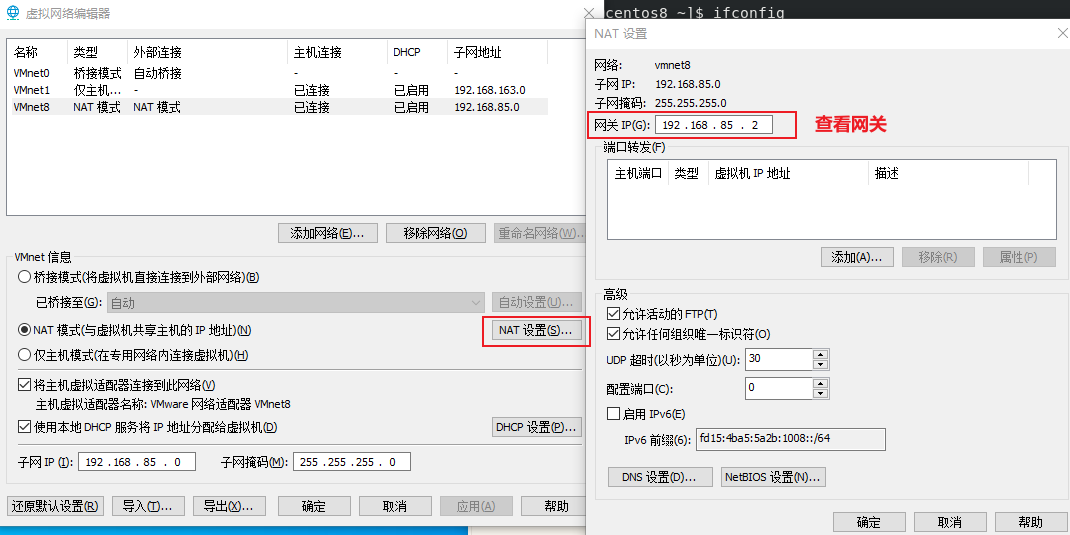 虚拟网络编辑器
centos8 ~]$ ifconfig
名称 类型 外部连接 主机连接 DHCP 子网地址
VMnet0 桥接模式 自动桥接 - - -
VMnet1 仅主机... - 已连接 已启用 192.168.163.0
VMnet8 NAT 模式 NAT 模式 已连接 已启用 192.168.85.0
添加网络(E)... 移除网络(O) 重命名网络(W)...
VMnet 信息
桥接模式(将虚拟机直接连接到外部网络)(B)
已桥接至(G): 自动 自动设置(U)...
NAT 模式(与虚拟机共享主机的 IP 地址)(N) NAT 设置(S)...
仅主机模式(在专用网络内连接虚拟机)(H)
将主机虚拟适配器连接到此网络(V)
主机虚拟适配器名称: VMware 网络适配器 VMnet8
使用本地 DHCP 服务将 IP 地址分配给虚拟机(D) DHCP 设置(P)...
子网 IP (I): 192 .168 . 85 . 0 子网掩码(M): 255 .255 .255 . 0
还原默认设置(R) 导入(T)... 导出(X)... 确定 取消 应用(A) 帮助
NAT 设置
网络: vmnet8
子网 IP: 192.168.85.0
子网掩码: 255.255.255.0
网关 IP(G): 192 .168 . 85 . 2 查看网关
端口转发(F)
主机端口 类型 虚拟机 IP 地址 描述
添加(A)... 移除(R) 属性(P)
高级
允许活动的 FTP(T)
允许任何组织唯一标识符(O)
UDP 超时(以秒为单位)(U): 30
配置端口(C): 0
启用 IPv6(E)
IPv6 前缀(6): fd15:4ba5:5a2b:1008::/64
DNS 设置(D)... NetBIOS 设置(N)...
确定 取消 帮助